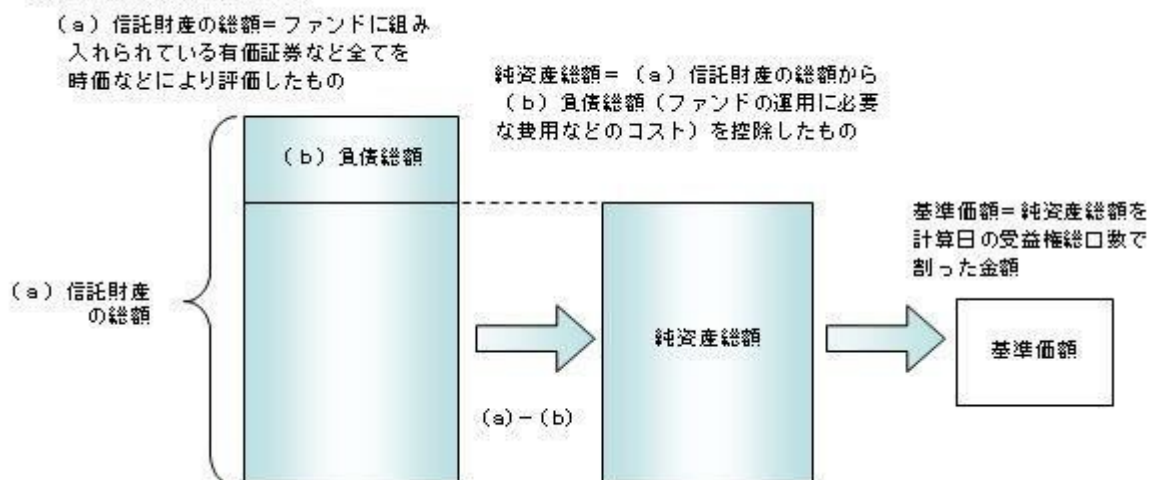 (a)信託財産の総額=ファンドに組み
入れられている有価証券など全てを
時価などにより評価したもの
純資産総額=(a)信託財産の総額から
(b)負債総額(ファンドの運用に必要
な費用などのコスト)を控除したもの
(b)負債総額
基準価額=純資産総額を
計算日の受益権総口数で
割った金額
(a)信託財産
の総額
純資産総額
基準価額
(a)-(b)